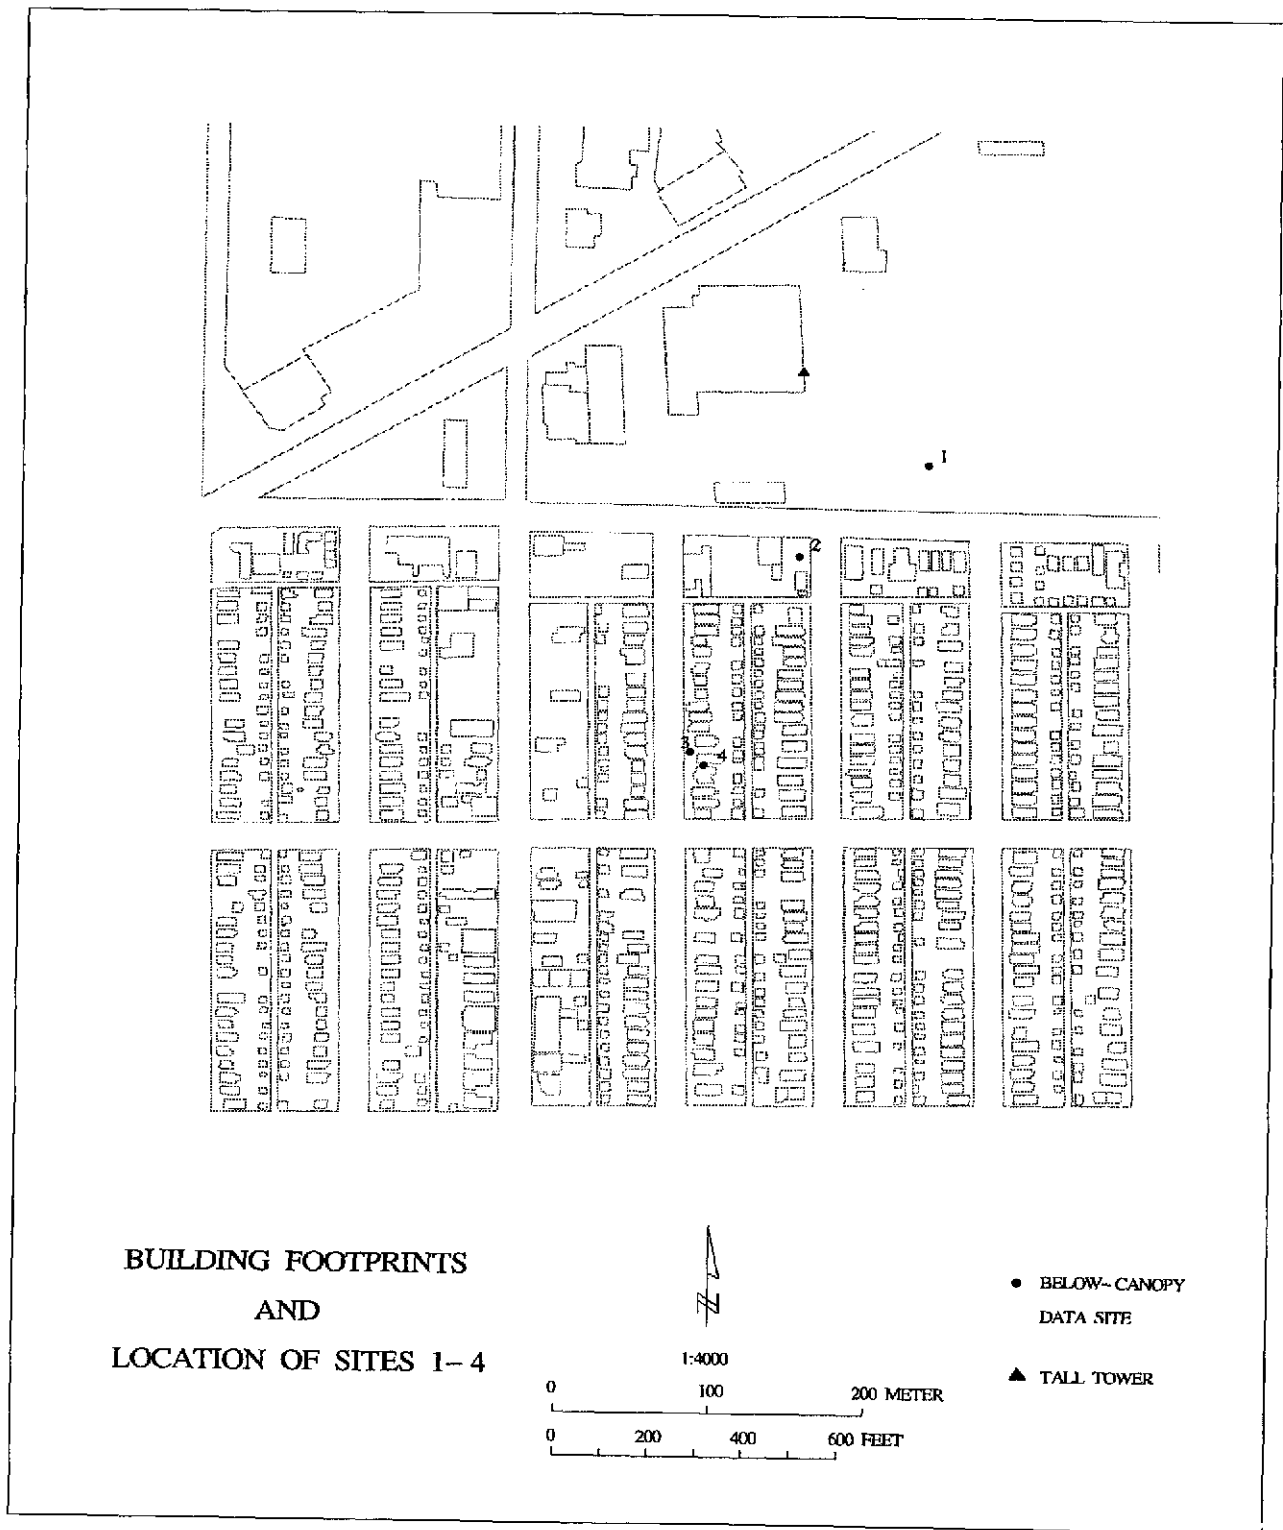 1
2
3
4
BUILDING FOOTPRINTS
AND
LOCATION OF SITES 1-4
N
1:4000
0 100 200 METER
0 200 400 600 FEET
BELOW-CANOPY
DATA SITE
TALL TOWER